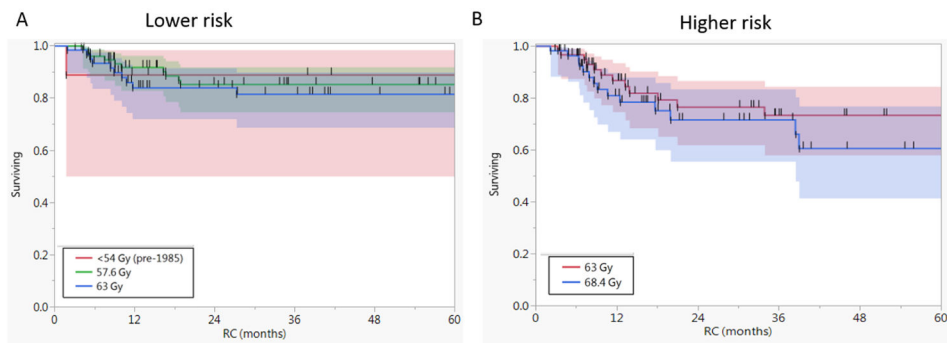 A
Lower risk
Surviving
1.0
0.8
0.6
0.4
0.2
0.0
<54 Gy (pre-1985)
57.6 Gy
63 Gy
0 12 24 36 48 60
RC (months)
B
Higher risk
Surviving
1.0
0.8
0.6
0.4
0.2
0.0
63 Gy
68.4 Gy
0 12 24 36 48 60
RC (months)